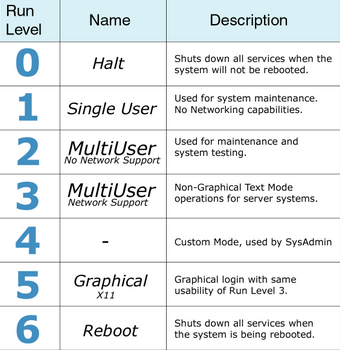 Run Level
Name
Description
0
Halt
Shuts down all services when the
system will not be rebooted.
1
Single User
Used for system maintenance.
No Networking capabilities.
2
MultiUser
No Network Support
Used for maintenance and
system testing.
3
MultiUser
Network Support
Non-Graphical Text Mode
operations for server systems.
4
-
Custom Mode, used by SysAdmin
5
Graphical
X11
Graphical login with same
usability of Run Level 3.
6
Reboot
Shuts down all services when
the system is being rebooted.